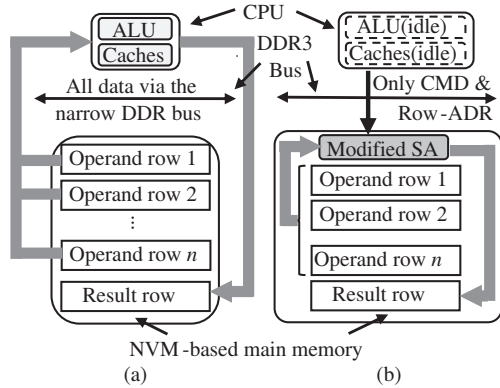 CPU
ALU
Caches
DDR3
Bus
ALU(idle)
Caches(idle)
All data via the
narrow DDR bus
Only CMD &
Row-ADR
Operand row 1
Operand row 2
⋮
Operand row n
Result row
Modified SA
Operand row 1
Operand row 2
Operand row n
Result row
NVM-based main memory
(a)
(b)